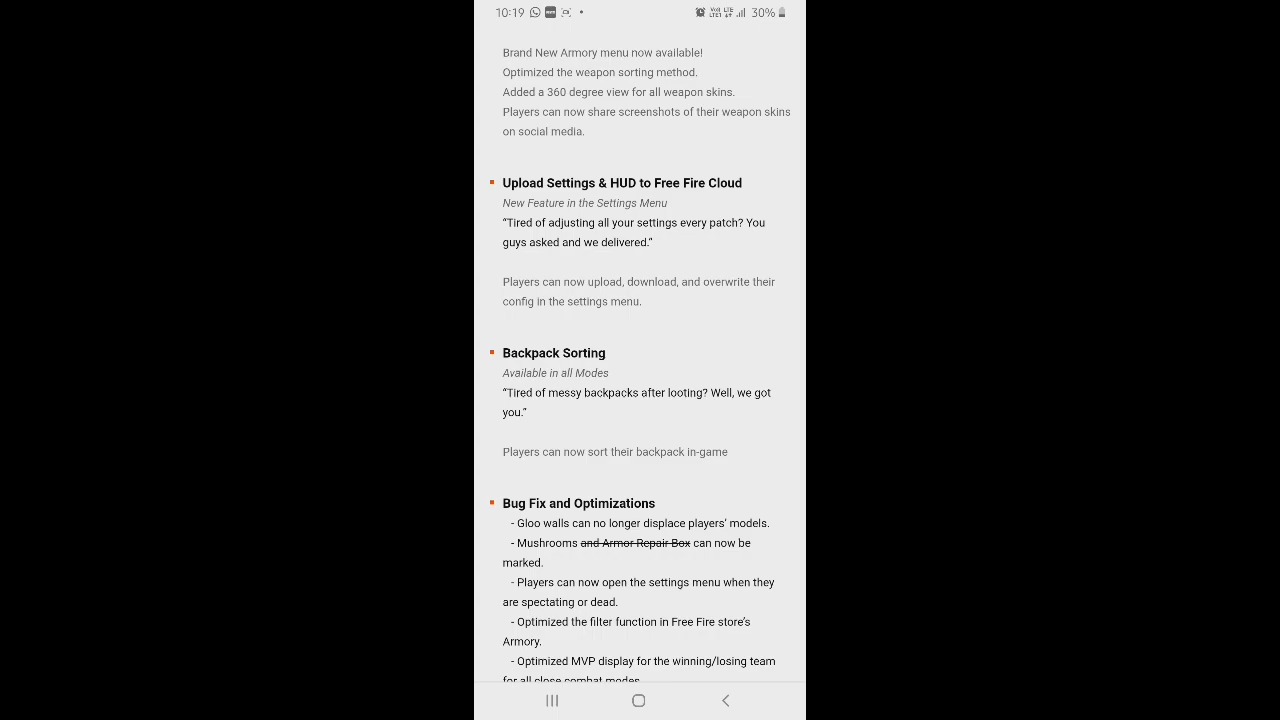 10:19
VoB LTE 30%
Brand New Armory menu now available!
Optimized the weapon sorting method.
Added a 360 degree view for all weapon skins.
Players can now share screenshots of their weapon skins
on social media.
Upload Settings & HUD to Free Fire Cloud
New Feature in the Settings Menu
“Tired of adjusting all your settings every patch? You
guys asked and we delivered.”
Players can now upload, download, and overwrite their
config in the settings menu.
Backpack Sorting
Available in all Modes
“Tired of messy backpacks after looting? Well, we got
you.”
Players can now sort their backpack in-game
Bug Fix and Optimizations
- Gloo walls can no longer displace players’ models.
- Mushrooms and Armor Repair Box can now be
marked.
- Players can now open the settings menu when they
are spectating or dead.
- Optimized the filter function in Free Fire store’s
Armory.
- Optimized MVP display for the winning/losing team
for all close combat modes